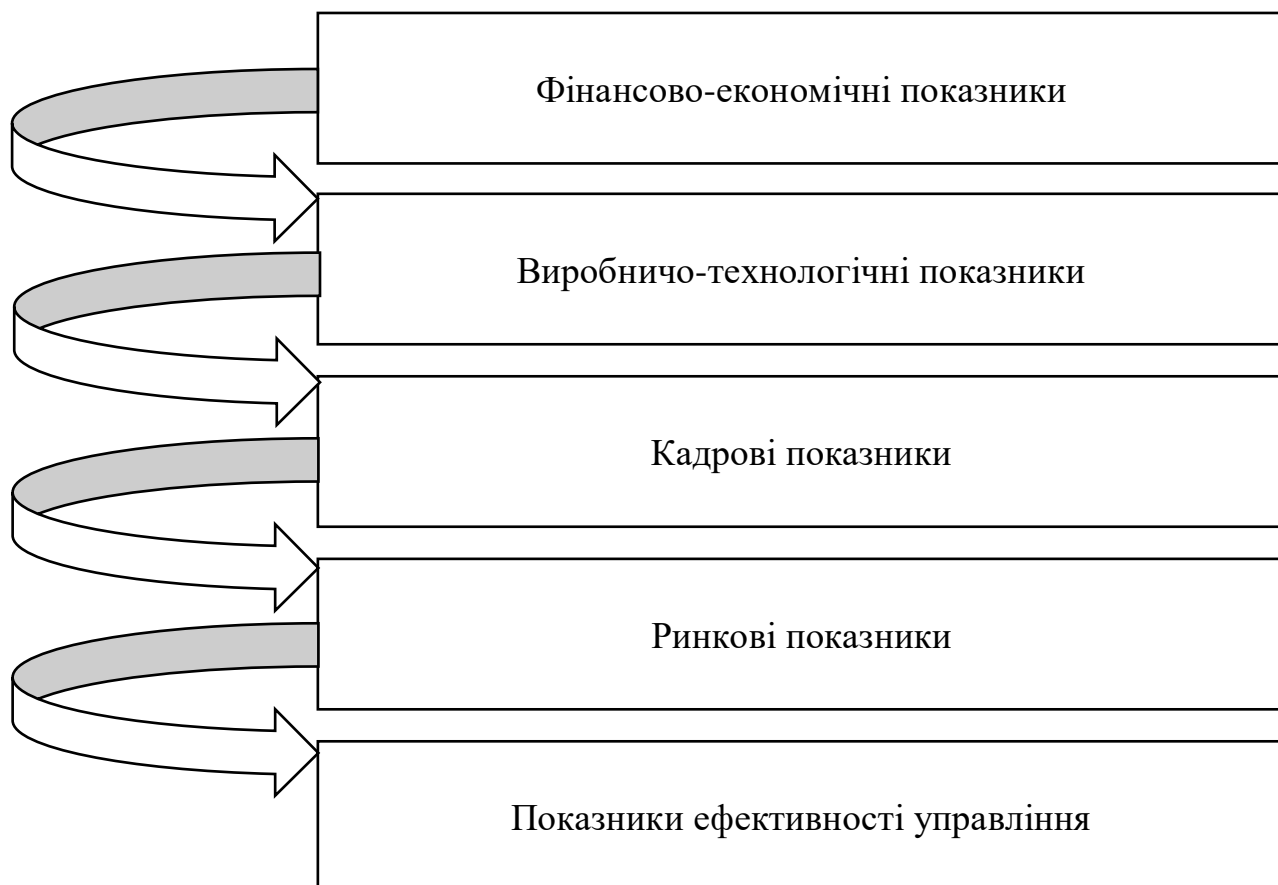 Фінансово-економічні показники
Виробничо-технологічні показники
Кадрові показники
Ринкові показники
Показники ефективності управління